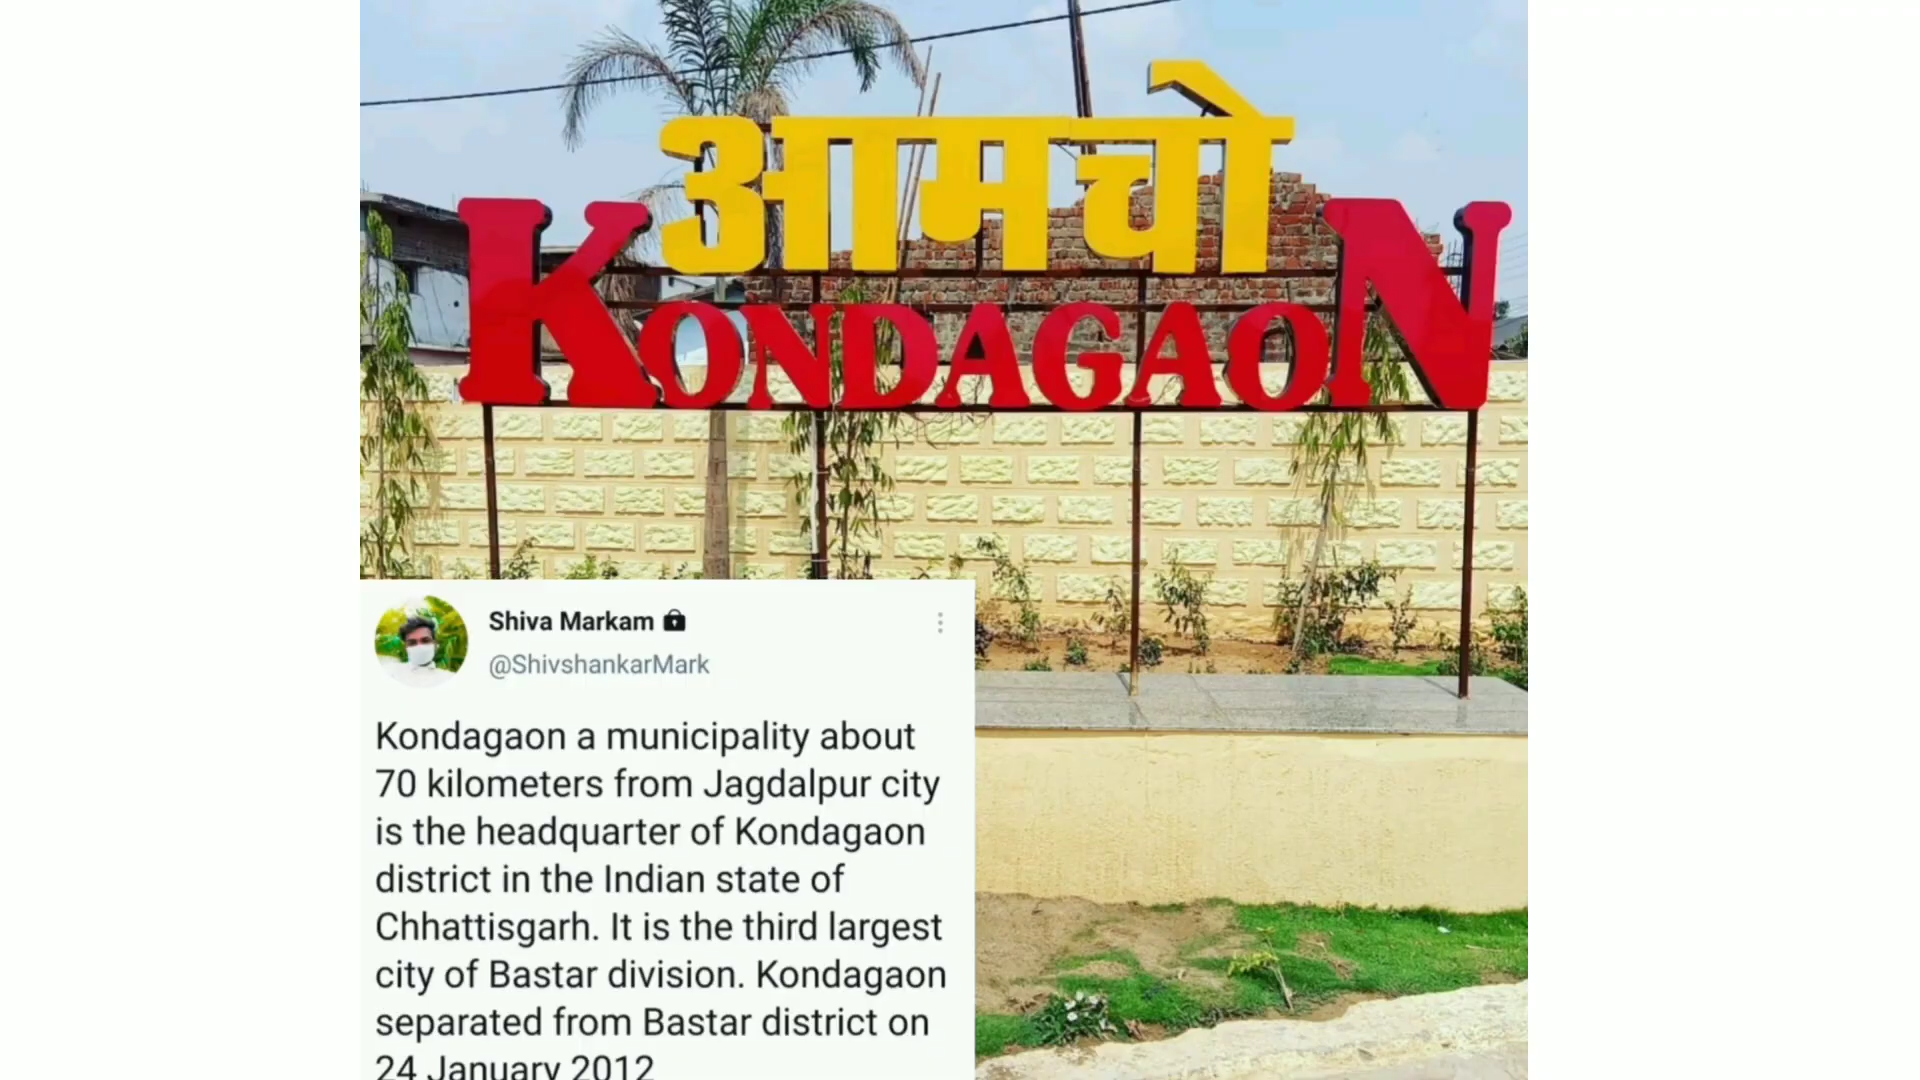 आमचो
KONDAGAON
Shiva Markam
@ShivshankarMark
Kondagaon a municipality about
70 kilometers from Jagdalpur city
is the headquarter of Kondagaon
district in the Indian state of
Chhattisgarh. It is the third largest
city of Bastar division. Kondagaon
separated from Bastar district on
24 January 2012